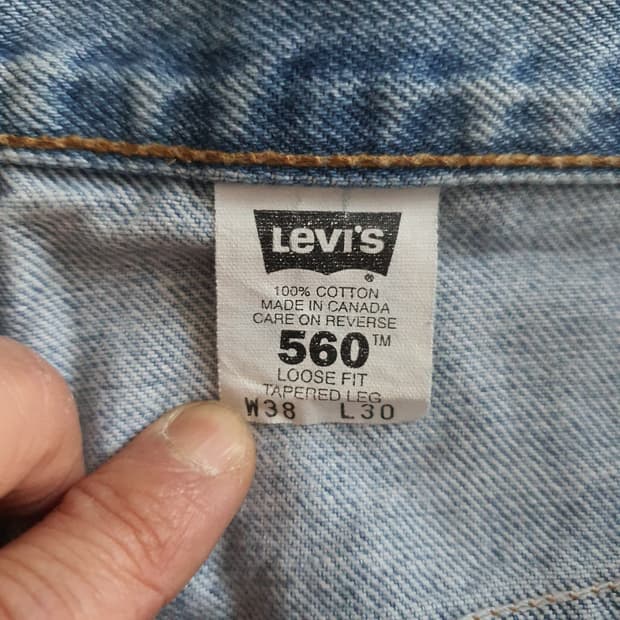 Levi's
®
100% COTTON
MADE IN CANADA
CARE ON REVERSE
560™
LOOSE FIT
TAPERED LEG
W38 L30